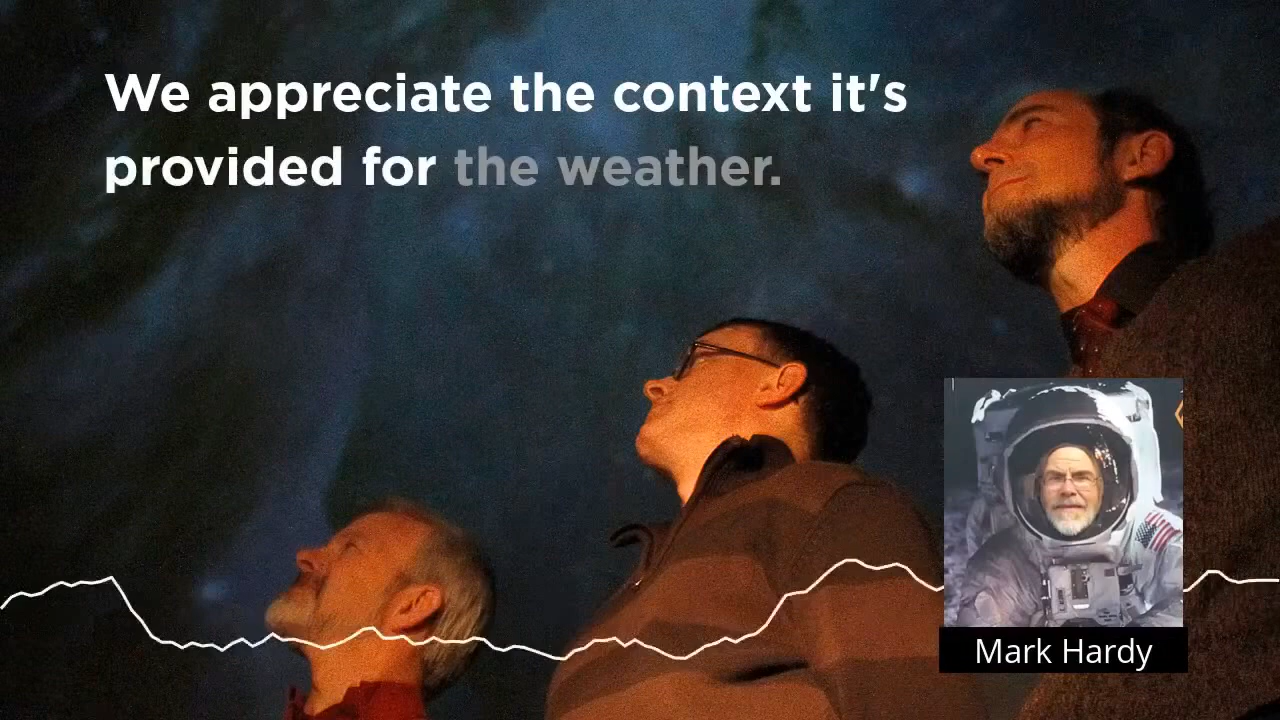 We appreciate the context it's
provided for the weather.
Mark Hardy